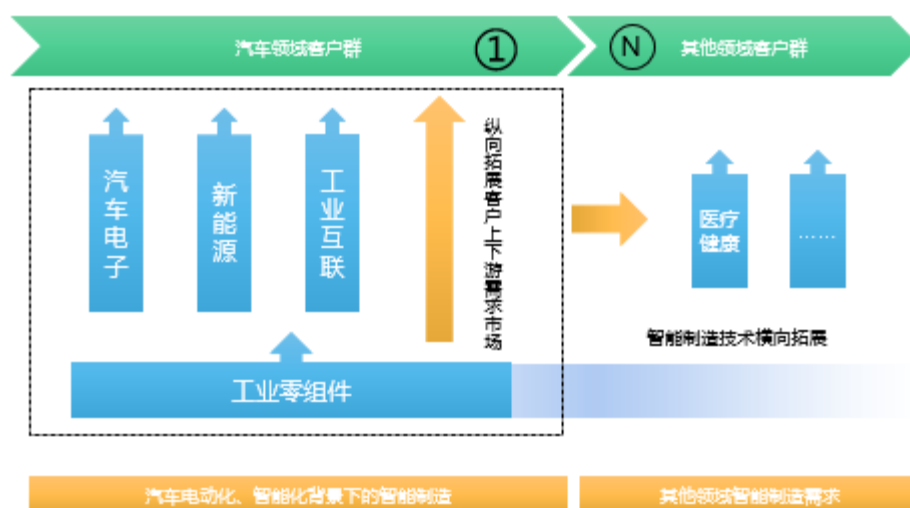 汽车领域客户群
1
N
其他领域客户群
汽车电子
新能源
工业互联
纵向拓展客户上下游需求市场
医疗
健康
……
智能制造技术横向拓展
工业零组件
汽车电动化、智能化背景下的智能制造
其他领域智能制造需求